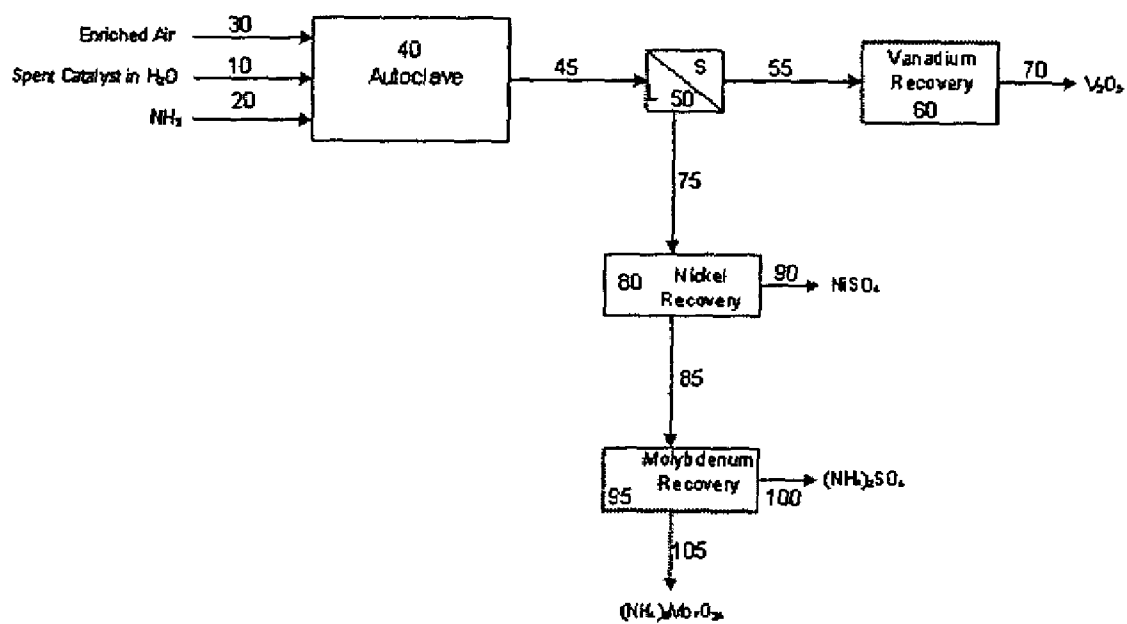 Enriched Air
30
Spent Catalyst in H₂O
10
NH₃
20
40
Autoclave
45
S
L
50
55
Vanadium
Recovery
60
70
V₂O₅
75
80
Nickel
Recovery
90
NiSO₄
85
Molybdenum
Recovery
95
100
(NH₄)₂SO₄
105